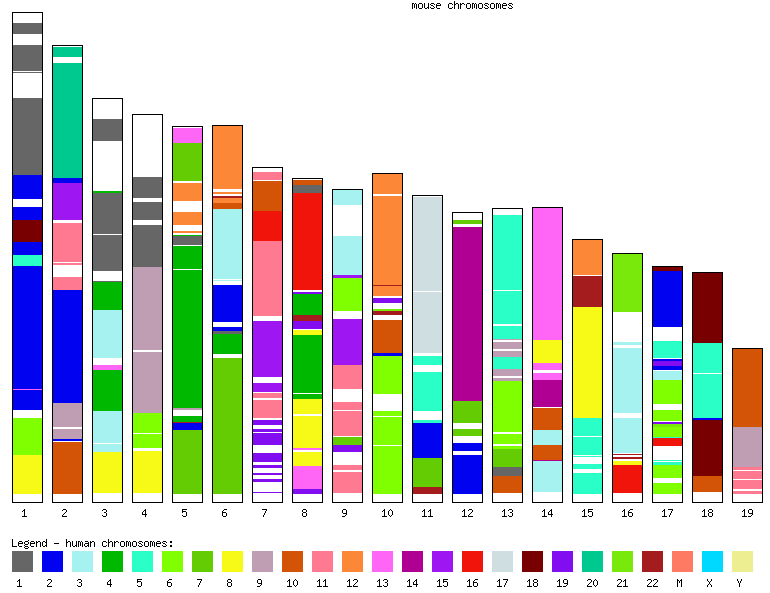 mouse chromosomes
1 2 3 4 5 6 7 8 9 10 11 12 13 14 15 16 17 18 19
Legend - human chromosomes:
1 2 3 4 5 6 7 8 9 10 11 12 13 14 15 16 17 18 19 20 21 22 M X Y